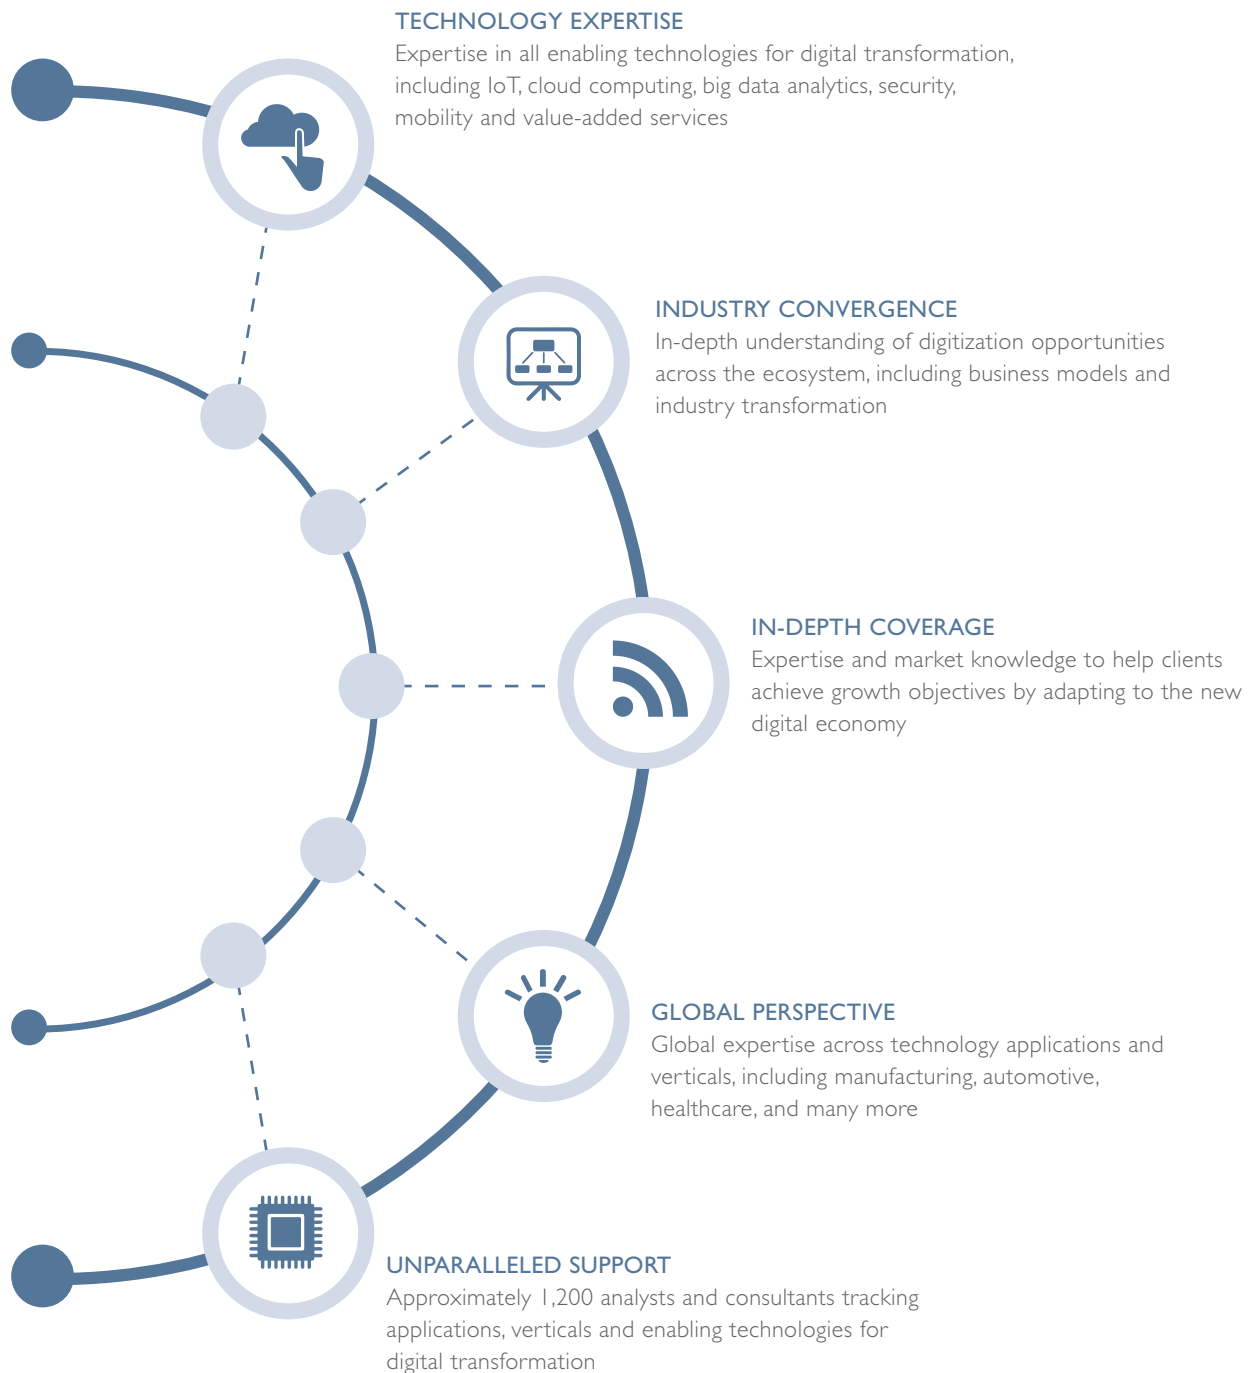 TECHNOLOGY EXPERTISE
Expertise in all enabling technologies for digital transformation,
including IoT, cloud computing, big data analytics, security,
mobility and value-added services
INDUSTRY CONVERGENCE
In-depth understanding of digitization opportunities
across the ecosystem, including business models and
industry transformation
IN-DEPTH COVERAGE
Expertise and market knowledge to help clients
achieve growth objectives by adapting to the new
digital economy
GLOBAL PERSPECTIVE
Global expertise across technology applications and
verticals, including manufacturing, automotive,
healthcare, and many more
UNPARALLELED SUPPORT
Approximately 1,200 analysts and consultants tracking
applications, verticals and enabling technologies for
digital transformation